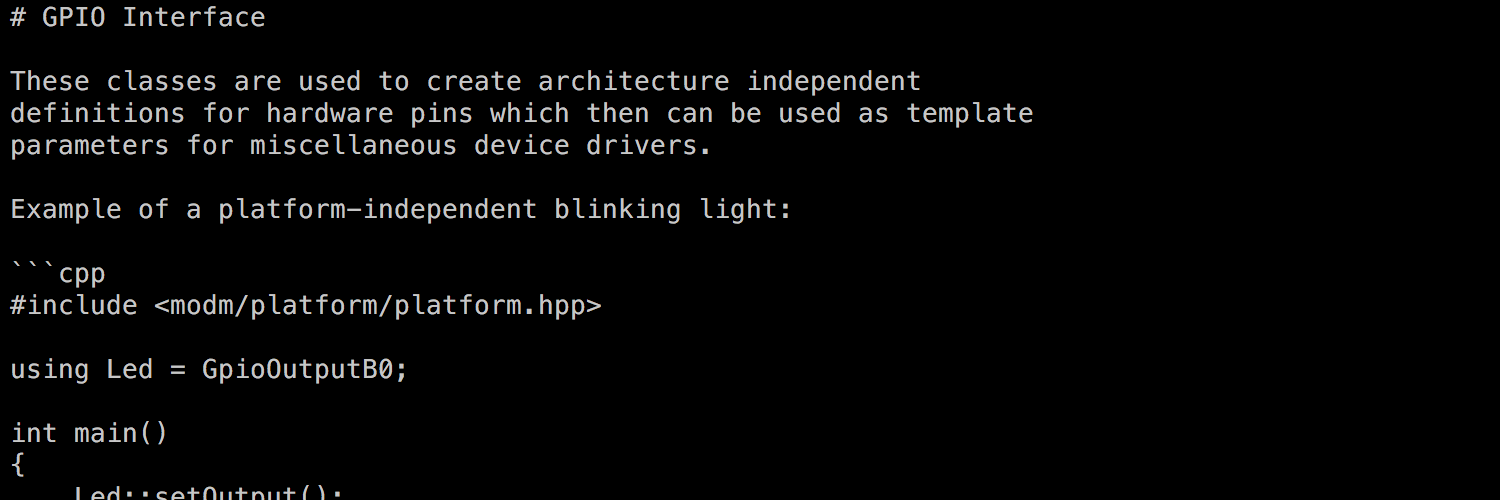 # GPIO Interface

These classes are used to create architecture independent
definitions for hardware pins which then can be used as template
parameters for miscellaneous device drivers.

Example of a platform-independent blinking light:

```cpp
#include <modm/platform/platform.hpp>

using Led = GpioOutputB0;

int main()
{
    Led::setOutput();